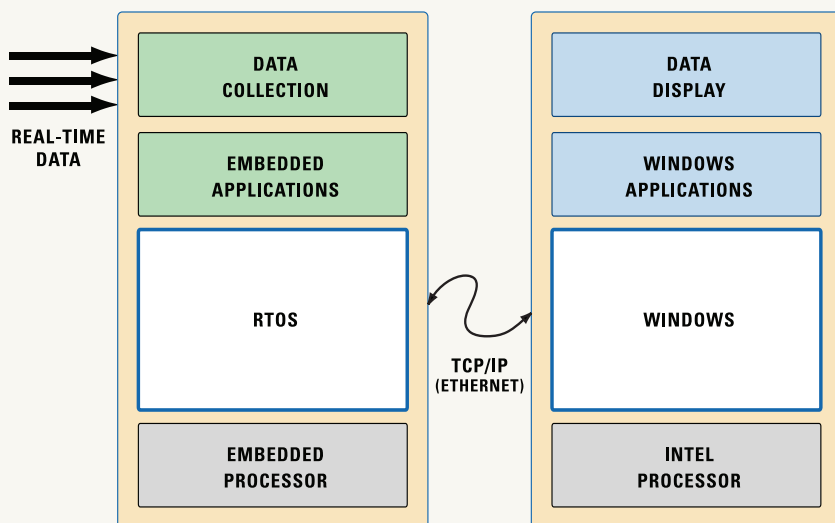 REAL-TIME
DATA
DATA
COLLECTION
EMBEDDED
APPLICATIONS
RTOS
EMBEDDED
PROCESSOR
TCP/IP
(ETHERNET)
DATA
DISPLAY
WINDOWS
APPLICATIONS
WINDOWS
INTEL
PROCESSOR